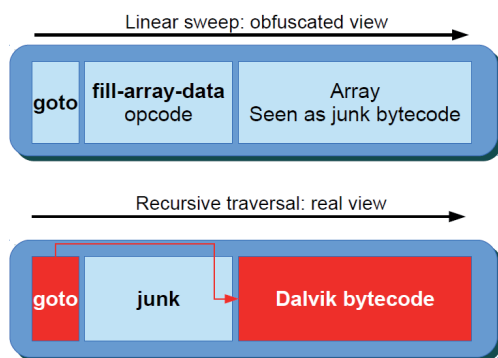 Linear sweep: obfuscated view
goto
fill-array-data
opcode
Array
Seen as junk bytecode
Recursive traversal: real view
goto
junk
Dalvik bytecode